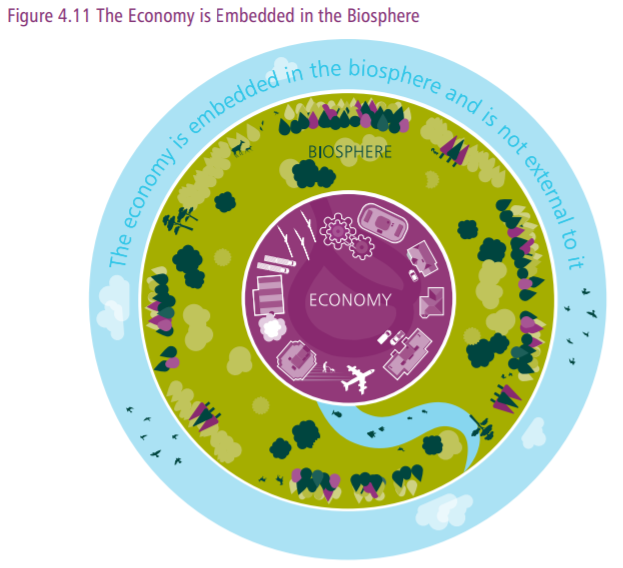 Figure 4.11 The Economy is Embedded in the Biosphere
The economy is embedded in the biosphere and is not external to it
BIOSPHERE
ECONOMY